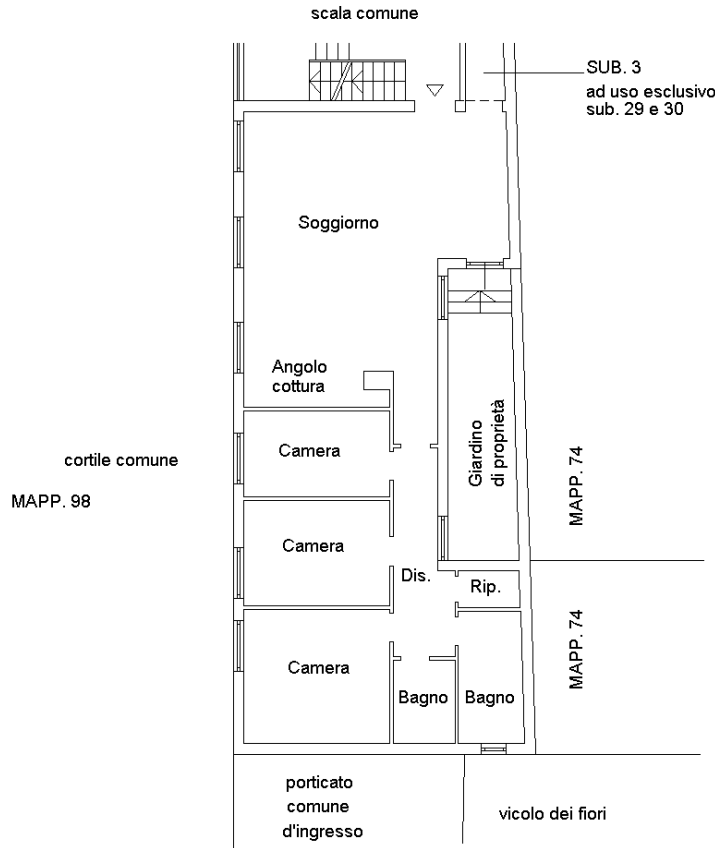 scala comune
SUB. 3
ad uso esclusivo
sub. 29 e 30
Soggiorno
Angolo
cottura
Camera
cortile comune
MAPP. 98
Giardino
di proprietà
MAPP. 74
Camera
Dis.
Rip.
MAPP. 74
Camera
Bagno
Bagno
porticato
comune
d'ingresso
vicolo dei fiori